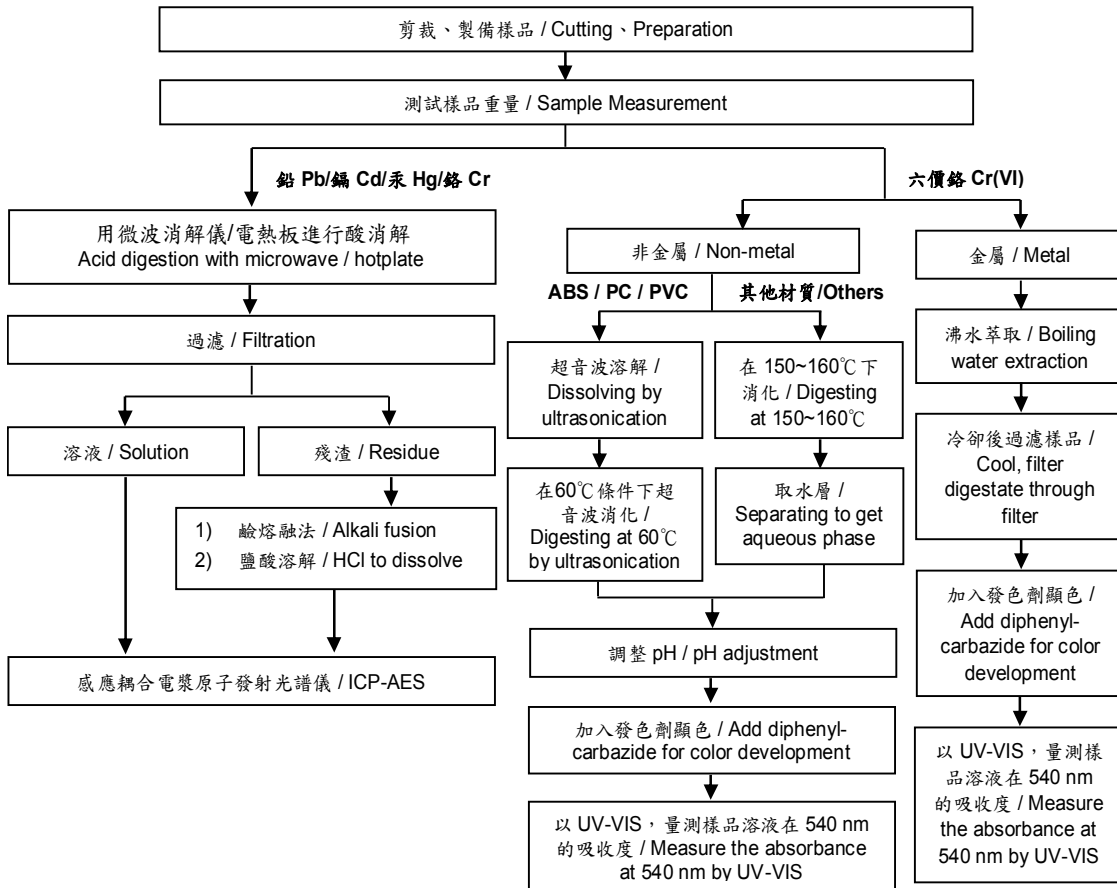 剪裁、製備樣品 / Cutting、Preparation
測試樣品重量 / Sample Measurement
鉛 Pb/鎘 Cd/汞 Hg/鉻 Cr
用微波消解儀/電熱板進行酸消解
Acid digestion with microwave / hotplate
過濾 / Filtration
溶液 / Solution
殘渣 / Residue
1) 鹼熔融法 / Alkali fusion
2) 鹽酸溶解 / HCl to dissolve
感應耦合電漿原子發射光譜儀 / ICP-AES
六價鉻 Cr(VI)
非金屬 / Non-metal
ABS / PC / PVC
超音波溶解 /
Dissolving by
ultrasonication
在60℃條件下超
音波消化 /
Digesting at 60℃
by ultrasonication
其他材質/Others
在 150~160℃下
消化 / Digesting
at 150~160℃
取水層 /
Separating to get
aqueous phase
調整 pH / pH adjustment
加入發色劑顯色 / Add diphenyl-
carbazide for color development
以 UV-VIS，量測樣品溶液在 540 nm
的吸收度 / Measure the absorbance
at 540 nm by UV-VIS
金屬 / Metal
沸水萃取 / Boiling
water extraction
冷卻後過濾樣品 /
Cool, filter
digestate through
filter
加入發色劑顯色 /
Add diphenyl-
carbazide for color
development
以 UV-VIS，量測樣
品溶液在 540 nm
的吸收度 / Measure
the absorbance at
540 nm by UV-VIS